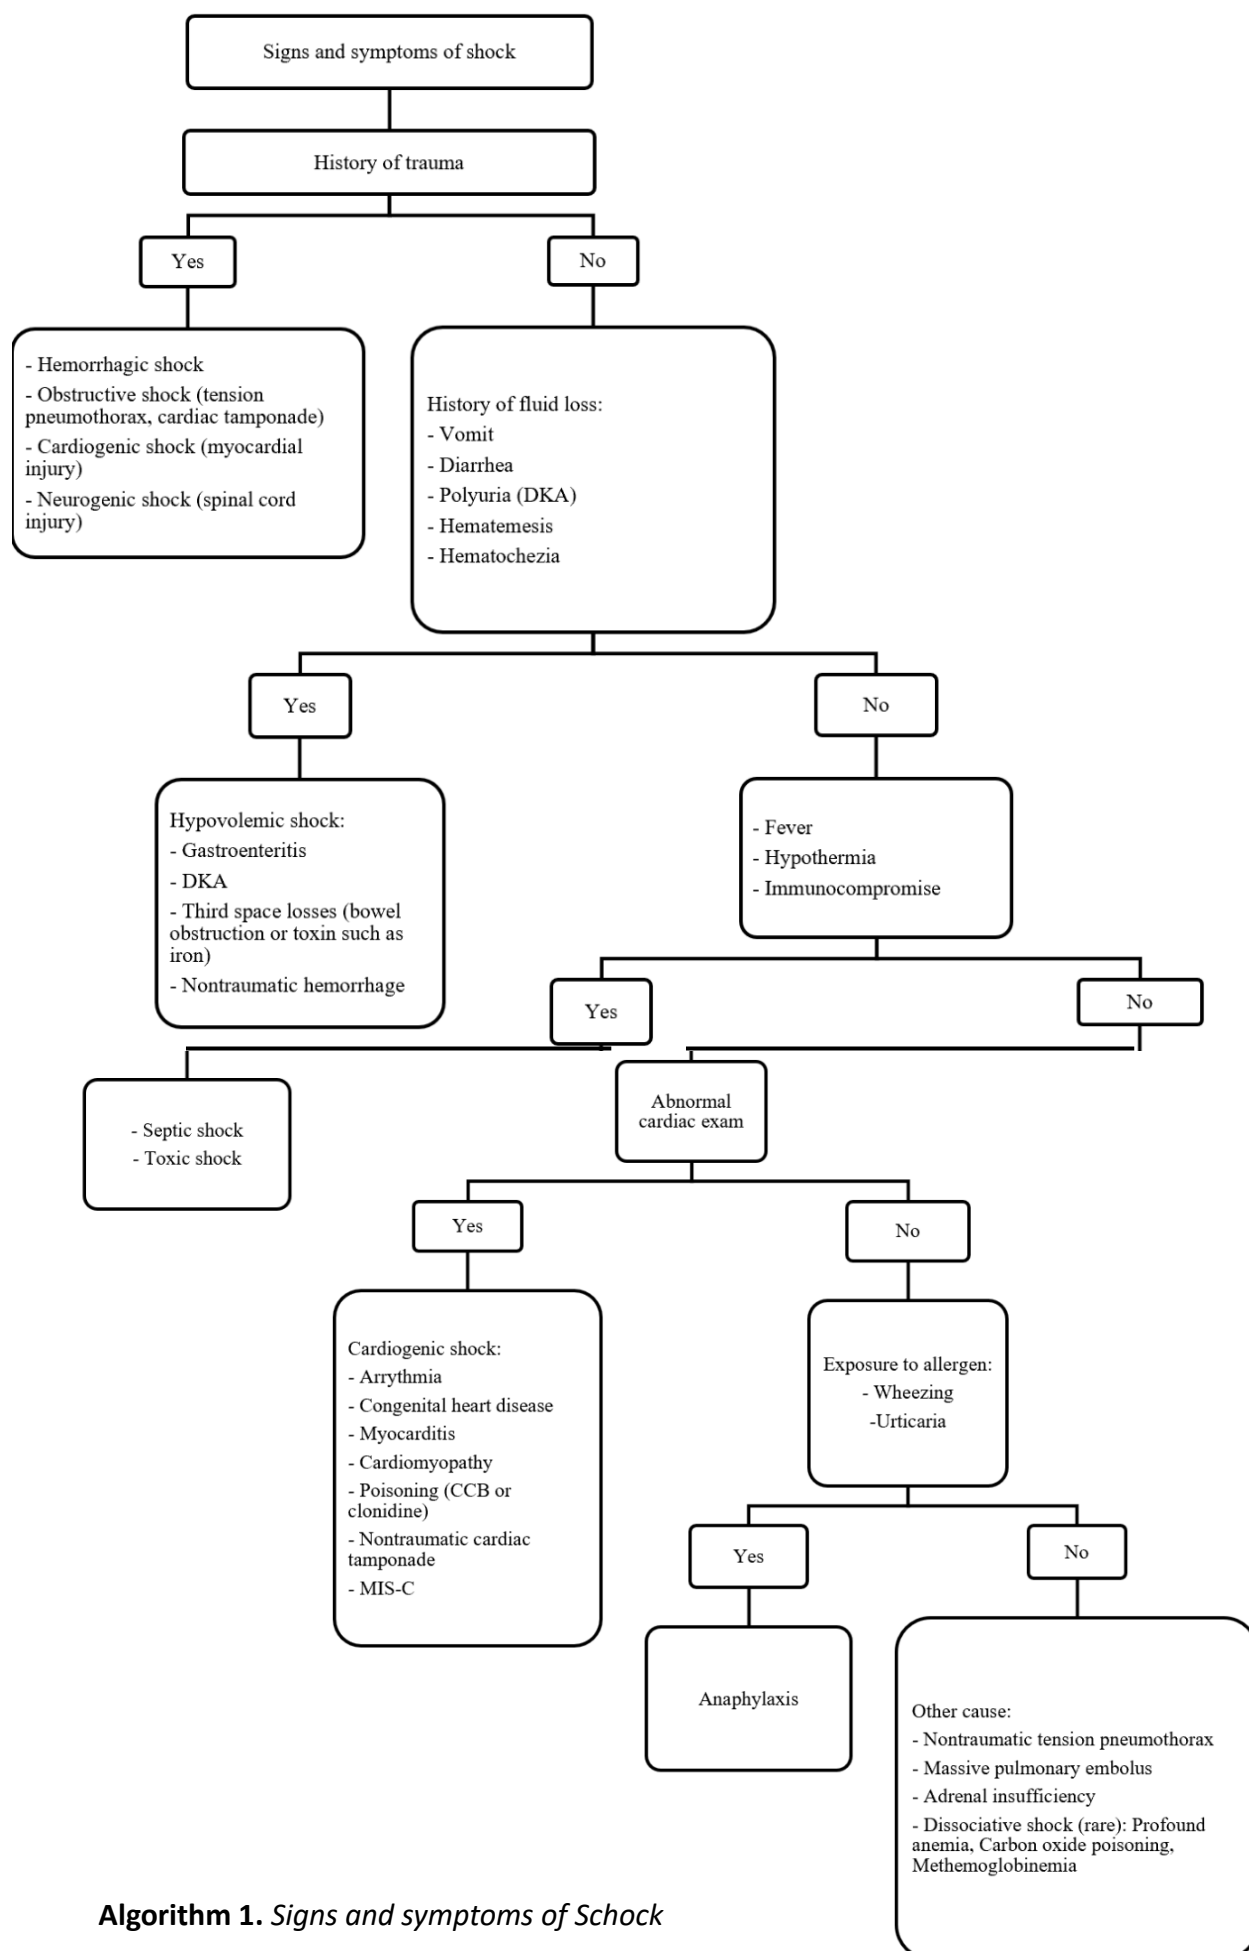 Signs and symptoms of shock
History of trauma
Yes
No
- Hemorrhagic shock
- Obstructive shock (tension
pneumothorax, cardiac tamponade)
- Cardiogenic shock (myocardial
injury)
- Neurogenic shock (spinal cord
injury)
History of fluid loss:
- Vomit
- Diarrhea
- Polyuria (DKA)
- Hematemesis
- Hematochezia
Yes
No
Hypovolemic shock:
- Gastroenteritis
- DKA
- Third space losses (bowel
obstruction or toxin such as
iron)
- Nontraumatic hemorrhage
- Fever
- Hypothermia
- Immunocompromise
Yes
No
- Septic shock
- Toxic shock
Abnormal
cardiac exam
Yes
No
Cardiogenic shock:
- Arrythmia
- Congenital heart disease
- Myocarditis
- Cardiomyopathy
- Poisoning (CCB or
clonidine)
- Nontraumatic cardiac
tamponade
- MIS-C
Exposure to allergen:
- Wheezing
-Urticaria
Yes
No
Anaphylaxis
Other cause:
- Nontraumatic tension pneumothorax
- Massive pulmonary embolus
- Adrenal insufficiency
- Dissociative shock (rare): Profound
anemia, Carbon oxide poisoning,
Methemoglobinemia
Algorithm 1. Signs and symptoms of Schock